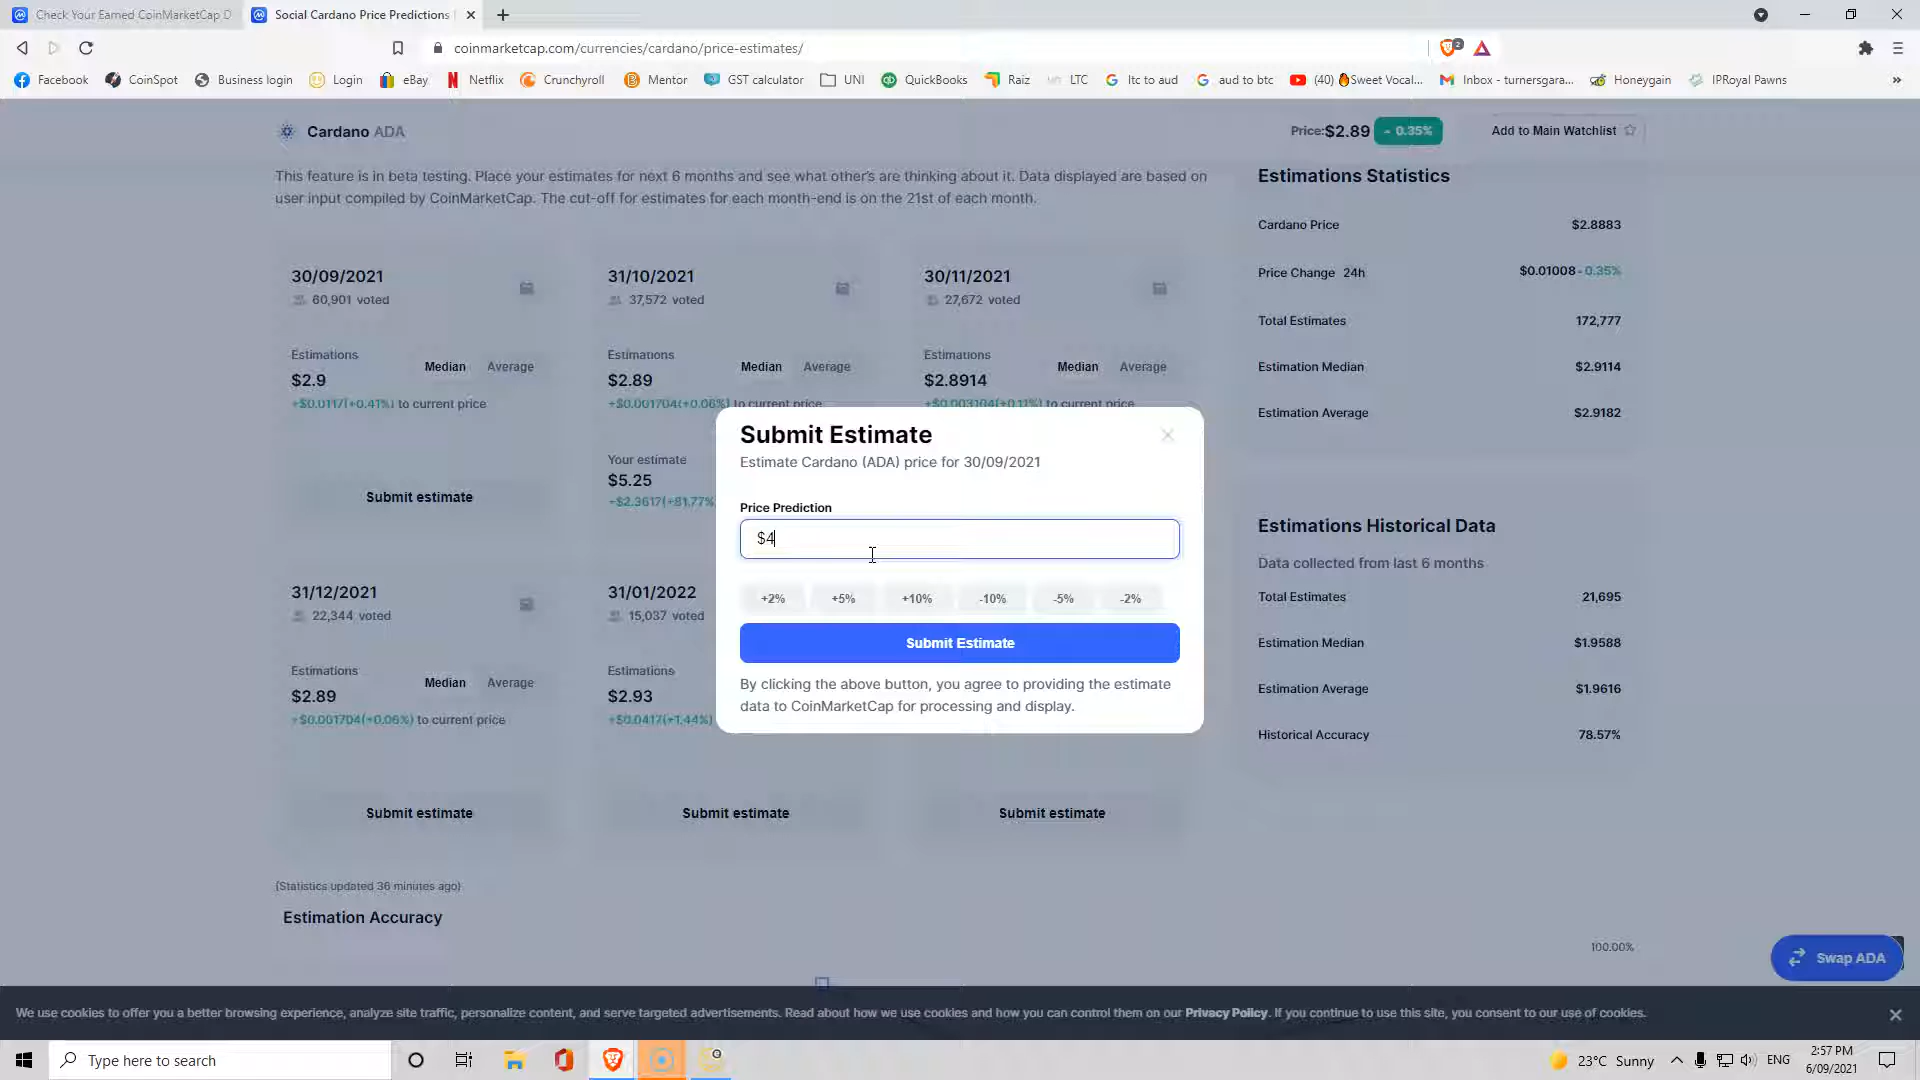 Check Your Earned CoinMarketCap D
Social Cardano Price Predictions
coinmarketcap.com/currencies/cardano/price-estimates/
2
Facebook
CoinSpot
Business login
Login
eBay
Netflix
Crunchyroll
Mentor
GST calculator
UNI
QuickBooks
Raiz
LTC
ltc to aud
aud to btc
(40) 🔥Sweet Vocal...
Inbox - turnersgara...
Honeygain
IPRoyal Pawns
Cardano ADA
Price:$2.89
0.35%
Add to Main Watchlist
This feature is in beta testing. Place your estimates for next 6 months and see what other's are thinking about it. Data displayed are based on
user input compiled by CoinMarketCap. The cut-off for estimates for each month-end is on the 21st of each month.
30/09/2021
60,901 voted
Estimations
Median Average
$2.9
+$0.0117(+0.41%) to current price
Submit estimate
31/10/2021
37,572 voted
Estimations
Median Average
$2.89
+$0.001704(+0.06%) to current price
Your estimate
$5.25
+$2.3617(+81.77%
30/11/2021
27,672 voted
Estimations
Median Average
$2.8914
+$0.003104(+0.11%) to current price
31/12/2021
22,344 voted
Estimations
Median Average
$2.89
+$0.001704(+0.06%) to current price
Submit estimate
31/01/2022
15,037 voted
Estimations
$2.93
+$0.0417(+1.44%)
Submit estimate
Submit estimate
Submit Estimate
Estimate Cardano (ADA) price for 30/09/2021
Price Prediction
$4
+2% +5% +10% -10% -5% -2%
Submit Estimate
By clicking the above button, you agree to providing the estimate
data to CoinMarketCap for processing and display.
Estimations Statistics
Cardano Price $2.8883
Price Change 24h $0.01008-0.35%
Total Estimates 172,777
Estimation Median $2.9114
Estimation Average $2.9182
Estimations Historical Data
Data collected from last 6 months
Total Estimates 21,695
Estimation Median $1.9588
Estimation Average $1.9616
Historical Accuracy 78.57%
(Statistics updated 36 minutes ago)
Estimation Accuracy
100.00%
Swap ADA
We use cookies to offer you a better browsing experience, analyze site traffic, personalize content, and serve targeted advertisements. Read about how we use cookies and how you can control them on our Privacy Policy. If you continue to use this site, you consent to our use of cookies.
Type here to search
23°C Sunny
ENG
2:57 PM
6/09/2021